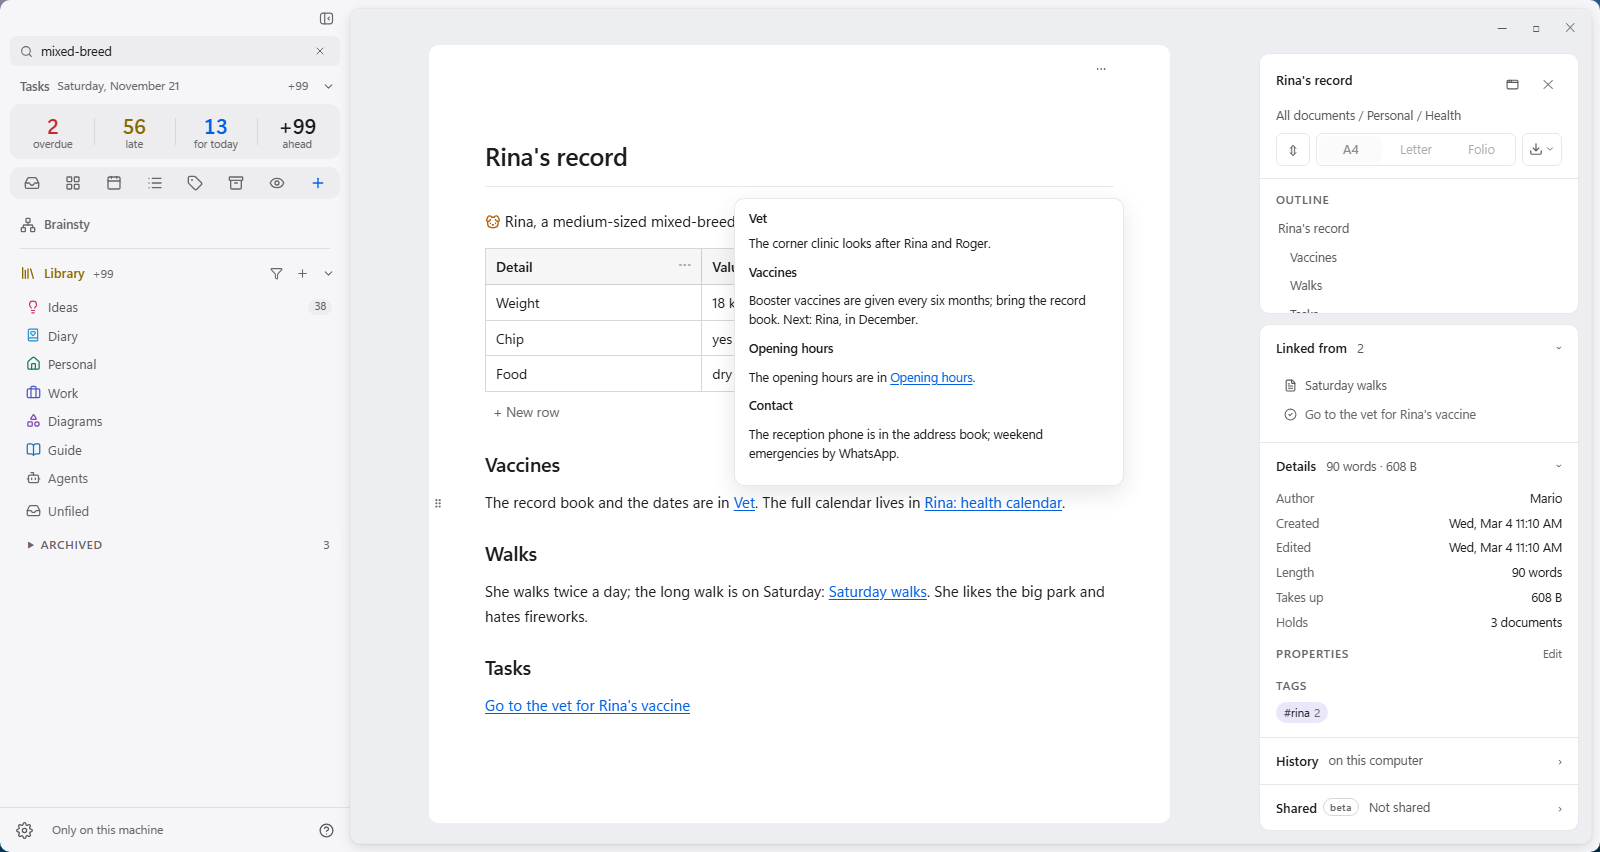 mixed-breed
Tasks Saturday, November 21 +99
2 56 13 +99
overdue late for today ahead
Brainsty
Library +99
Ideas 38
Diary
Personal
Work
Diagrams
Guide
Agents
Unfiled
ARCHIVED 3
Only on this machine
Rina's record
Rina, a medium-sized mixed-breed
Detail
Weight 18
Chip yes
Food dry
+ New row
Vaccines
The record book and the dates are in Vet. The full calendar lives in Rina: health calendar.
Walks
She walks twice a day; the long walk is on Saturday: Saturday walks. She likes the big park and
hates fireworks.
Tasks
Go to the vet for Rina's vaccine
Vet
The corner clinic looks after Rina and Roger.
Vaccines
Booster vaccines are given every six months; bring the record
book. Next: Rina, in December.
Opening hours
The opening hours are in Opening hours.
Contact
The reception phone is in the address book; weekend
emergencies by WhatsApp.
Rina's record
All documents / Personal / Health
A4 Letter Folio
OUTLINE
Rina's record
Vaccines
Walks
Tasks
Linked from 2
Saturday walks
Go to the vet for Rina's vaccine
Details 90 words · 608 B
Author Mario
Created Wed, Mar 4 11:10 AM
Edited Wed, Mar 4 11:10 AM
Length 90 words
Takes up 608 B
Holds 3 documents
PROPERTIES Edit
TAGS
#rina 2
History on this computer
Shared beta Not shared